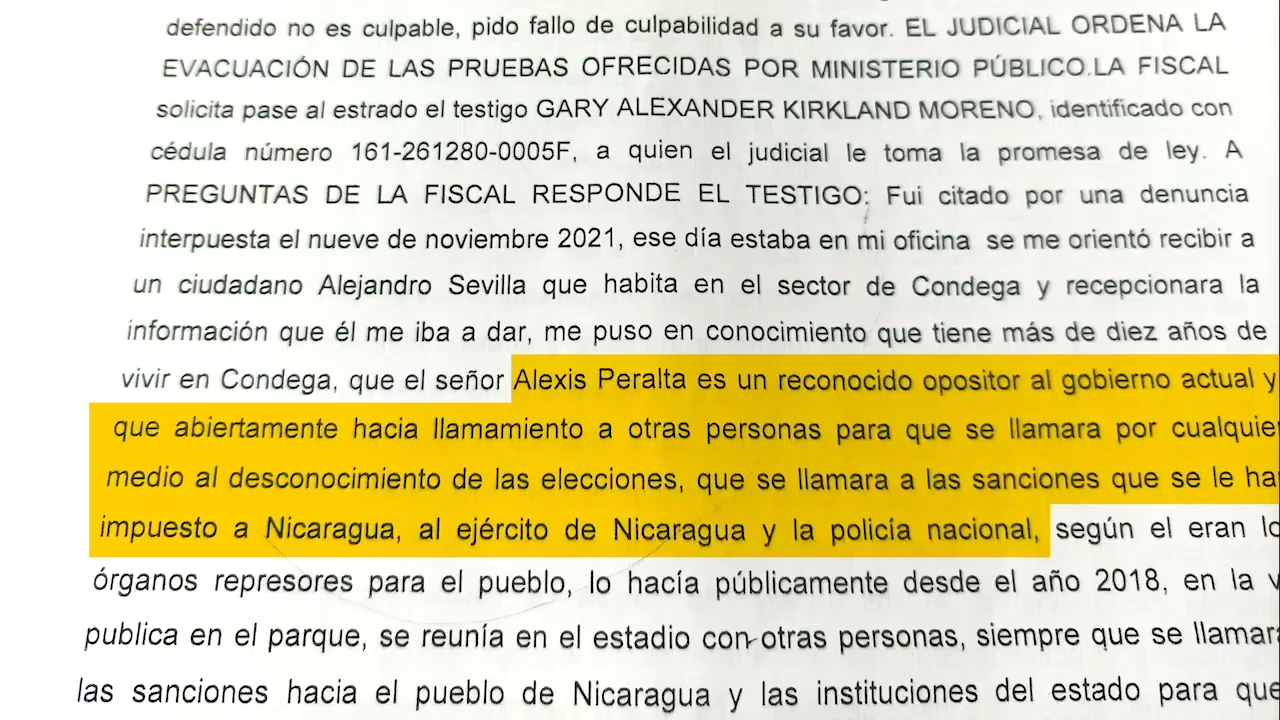 defendido no es culpable, pido fallo de culpabilidad a su favor. EL JUDICIAL ORDENA LA
EVACUACIÓN DE LAS PRUEBAS OFRECIDAS POR MINISTERIO PÚBLICO.LA FISCAL
solicita pase al estrado el testigo GARY ALEXANDER KIRKLAND MORENO, identificado con
cédula número 161-261280-0005F, a quien el judicial le toma la promesa de ley. A
PREGUNTAS DE LA FISCAL RESPONDE EL TESTIGO: Fui citado por una denuncia
interpuesta el nueve de noviembre 2021, ese día estaba en mi oficina se me orientó recibir a
un ciudadano Alejandro Sevilla que habita en el sector de Condega y recepcionara la
información que él me iba a dar, me puso en conocimiento que tiene más de diez años de
vivir en Condega, que el señor Alexis Peralta es un reconocido opositor al gobierno actual y
que abiertamente hacia llamamiento a otras personas para que se llamara por cualquie
medio al desconocimiento de las elecciones, que se llamara a las sanciones que se le ha
impuesto a Nicaragua, al ejército de Nicaragua y la policía nacional, según el eran lo
órganos represores para el pueblo, lo hacía públicamente desde el año 2018, en la v
publica en el parque, se reunía en el estadio con otras personas, siempre que se llamar
las sanciones hacia el pueblo de Nicaragua y las instituciones del estado para que